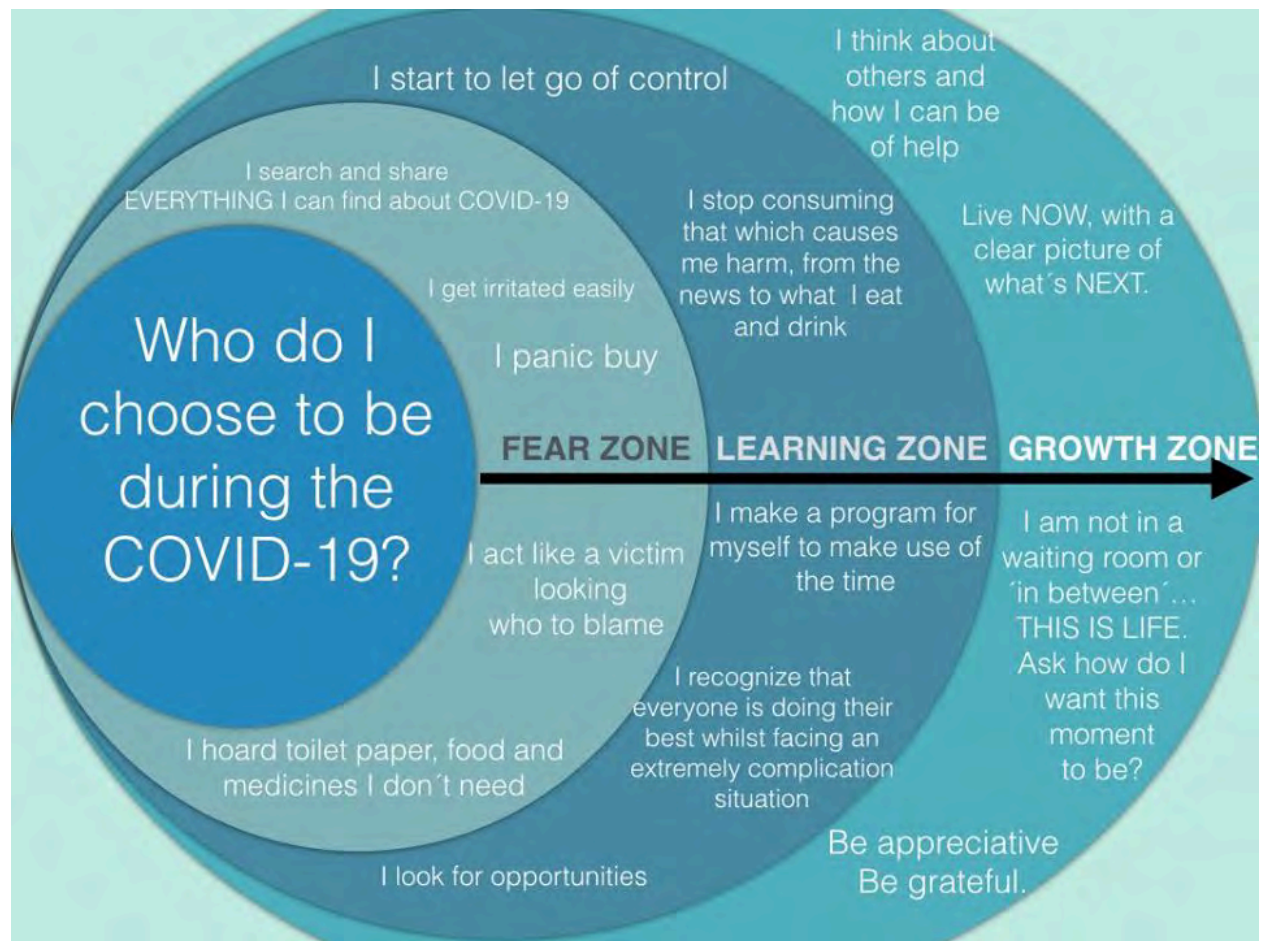 I start to let go of control
I search and share
EVERYTHING I can find about COVID-19
I get irritated easily
I panic buy
Who do I
choose to be
during the
COVID-19?
FEAR ZONE
I act like a victim
looking
who to blame
I hoard toilet paper, food and
medicines I don´t need
I stop consuming
that which causes
me harm, from the
news to what I eat
and drink
LEARNING ZONE
I make a program for
myself to make use of
the time
I recognize that
everyone is doing their
best whilst facing an
extremely complication
situation
I look for opportunities
I think about
others and
how I can be
of help
Live NOW, with a
clear picture of
what´s NEXT.
GROWTH ZONE
I am not in a
waiting room or
´in between´...
THIS IS LIFE.
Ask how do I
want this
moment
to be?
Be appreciative
Be grateful.